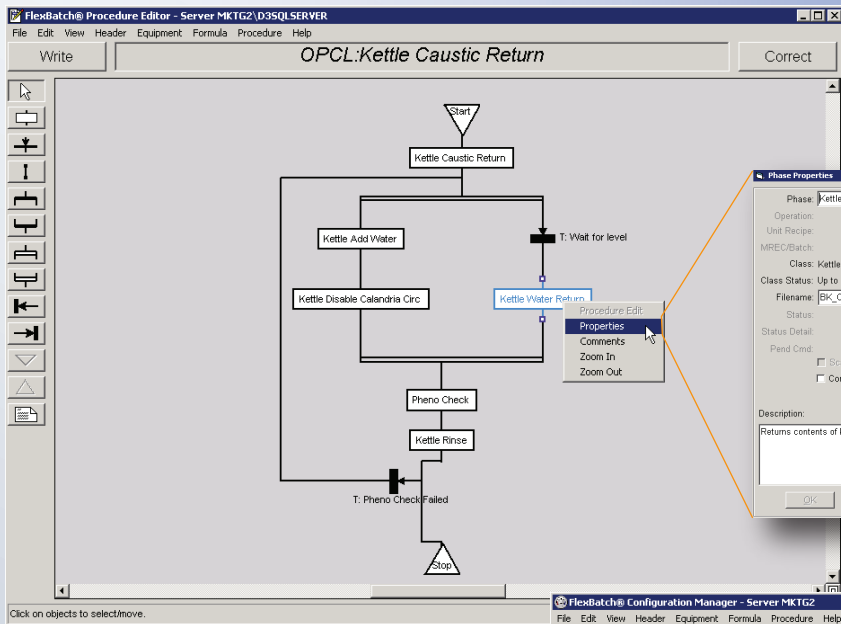 FlexBatch® Procedure Editor - Server MKTG2\D3SQLSERVER
File Edit View Header Equipment Formula Procedure Help
Write
OPCL:Kettle Caustic Return
Correct
Start
Kettle Caustic Return
Kettle Add Water
T: Wait for level
Kettle Disable Calandria Circ
Kettle Water Return
Procedure Edit
Properties
Comments
Zoom In
Zoom Out
Pheno Check
Kettle Rinse
T: Pheno Check Failed
Stop
Phase Properties
Phase: Kettle
Operation:
Unit Recipe:
MREC/Batch:
Class: Kettle
Class Status: Up to
Filename: BK_C
Status:
Status Detail:
Pend Cmd:
Sc
Cor
Description:
Returns contents of
OK
Click on objects to select/move.
FlexBatch® Configuration Manager - Server MKTG2
File Edit View Header Equipment Formula Procedure Help